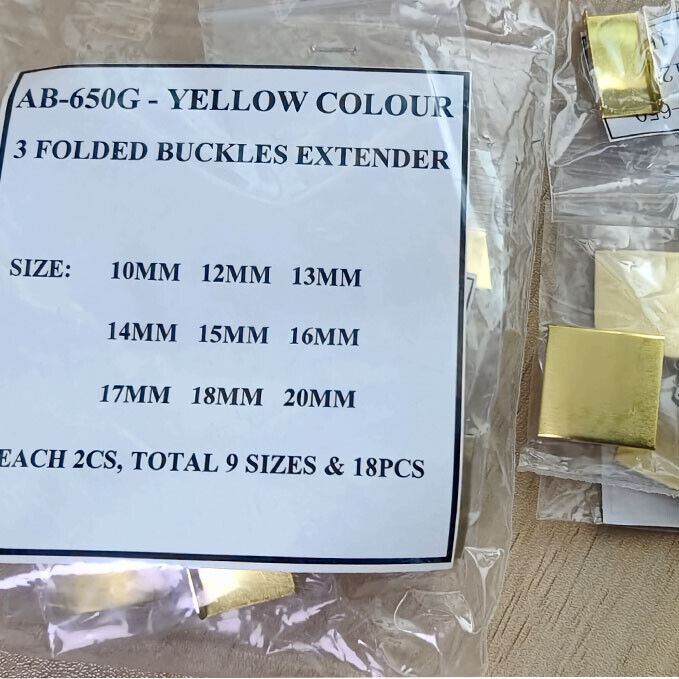 AB-650G - YELLOW COLOUR
3 FOLDED BUCKLES EXTENDER
SIZE: 10MM 12MM 13MM
14MM 15MM 16MM
17MM 18MM 20MM
EACH 2CS, TOTAL 9 SIZES & 18PCS